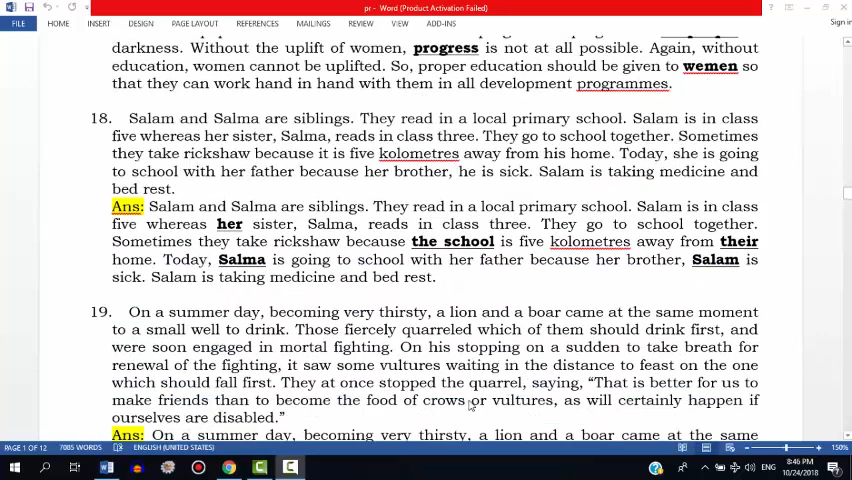 pr - Word (Product Activation Failed)
FILE HOME INSERT DESIGN PAGE LAYOUT REFERENCES MAILINGS REVIEW VIEW ADD-INS Sign in
darkness. Without the uplift of women, progress is not at all possible. Again, without
education, women cannot be uplifted. So, proper education should be given to women so
that they can work hand in hand with them in all development programmes.
18. Salam and Salma are siblings. They read in a local primary school. Salam is in class
five whereas her sister, Salma, reads in class three. They go to school together. Sometimes
they take rickshaw because it is five kolometres away from his home. Today, she is going
to school with her father because her brother, he is sick. Salam is taking medicine and
bed rest.
Ans: Salam and Salma are siblings. They read in a local primary school. Salam is in class
five whereas her sister, Salma, reads in class three. They go to school together.
Sometimes they take rickshaw because the school is five kolometres away from their
home. Today, Salma is going to school with her father because her brother, Salam is
sick. Salam is taking medicine and bed rest.
19. On a summer day, becoming very thirsty, a lion and a boar came at the same moment
to a small well to drink. Those fiercely quarreled which of them should drink first, and
were soon engaged in mortal fighting. On his stopping on a sudden to take breath for
renewal of the fighting, it saw some vultures waiting in the distance to feast on the one
which should fall first. They at once stopped the quarrel, saying, “That is better for us to
make friends than to become the food of crows or vultures, as will certainly happen if
ourselves are disabled.”
Ans: On a summer day, becoming very thirsty, a lion and a boar came at the same
PAGE 1 OF 12 7085 WORDS ENGLISH (UNITED STATES) 150%
ENG 8:46 PM
10/24/2018